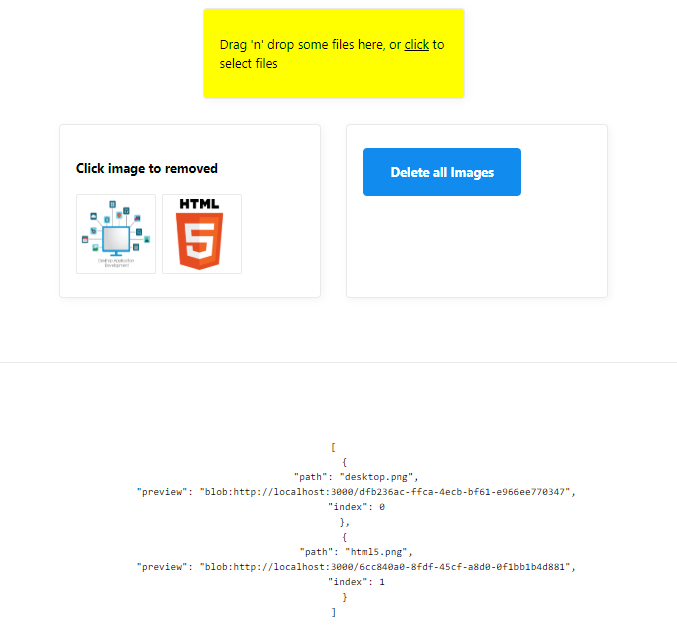 Drag 'n' drop some files here, or click to
select files
Click image to removed
Delete all Images
Desktop Application
Development
HTML
5
[
{
"path": "desktop.png",
"preview": "blob:http://localhost:3000/dfb236ac-ffca-4ecb-bf61-e966ee770347",
"index": 0
},
{
"path": "html5.png",
"preview": "blob:http://localhost:3000/6cc840a0-8fdf-45cf-a8d0-0f1bb1b4d881",
"index": 1
}
]